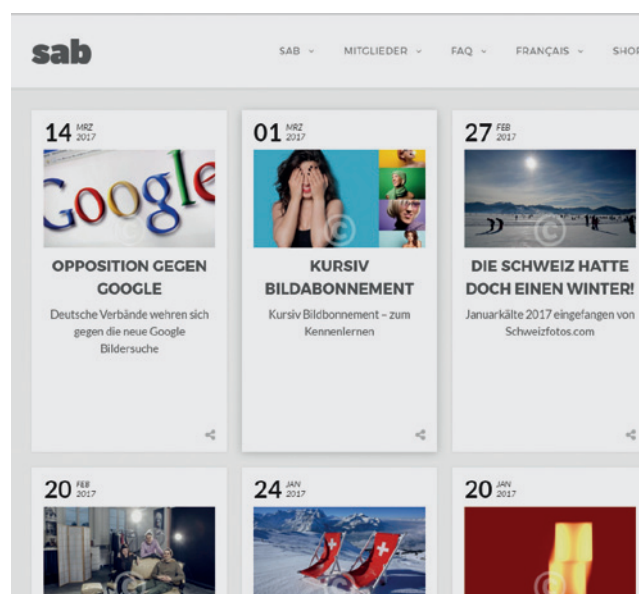 sab
SAB
MITGLIEDER
FAQ
FRANÇAIS
14 MRZ
2017
Google
©
OPPOSITION GEGEN
GOOGLE
Deutsche Verbände wehren sich
gegen die neue Google
Bildersuche
01 MRZ
2017
©
KURSIV
BILDABONNEMENT
Kursiv Bildbonnement – zum
Kennenlernen
27 FEB
2017
©
DIE SCHWEIZ HATTE
DOCH EINEN WINTER!
Januarkälte 2017 eingefangen von
Schweizfotos.com
20 FEB
2017
©
24 JAN
2017
©
20 JAN
2017
©